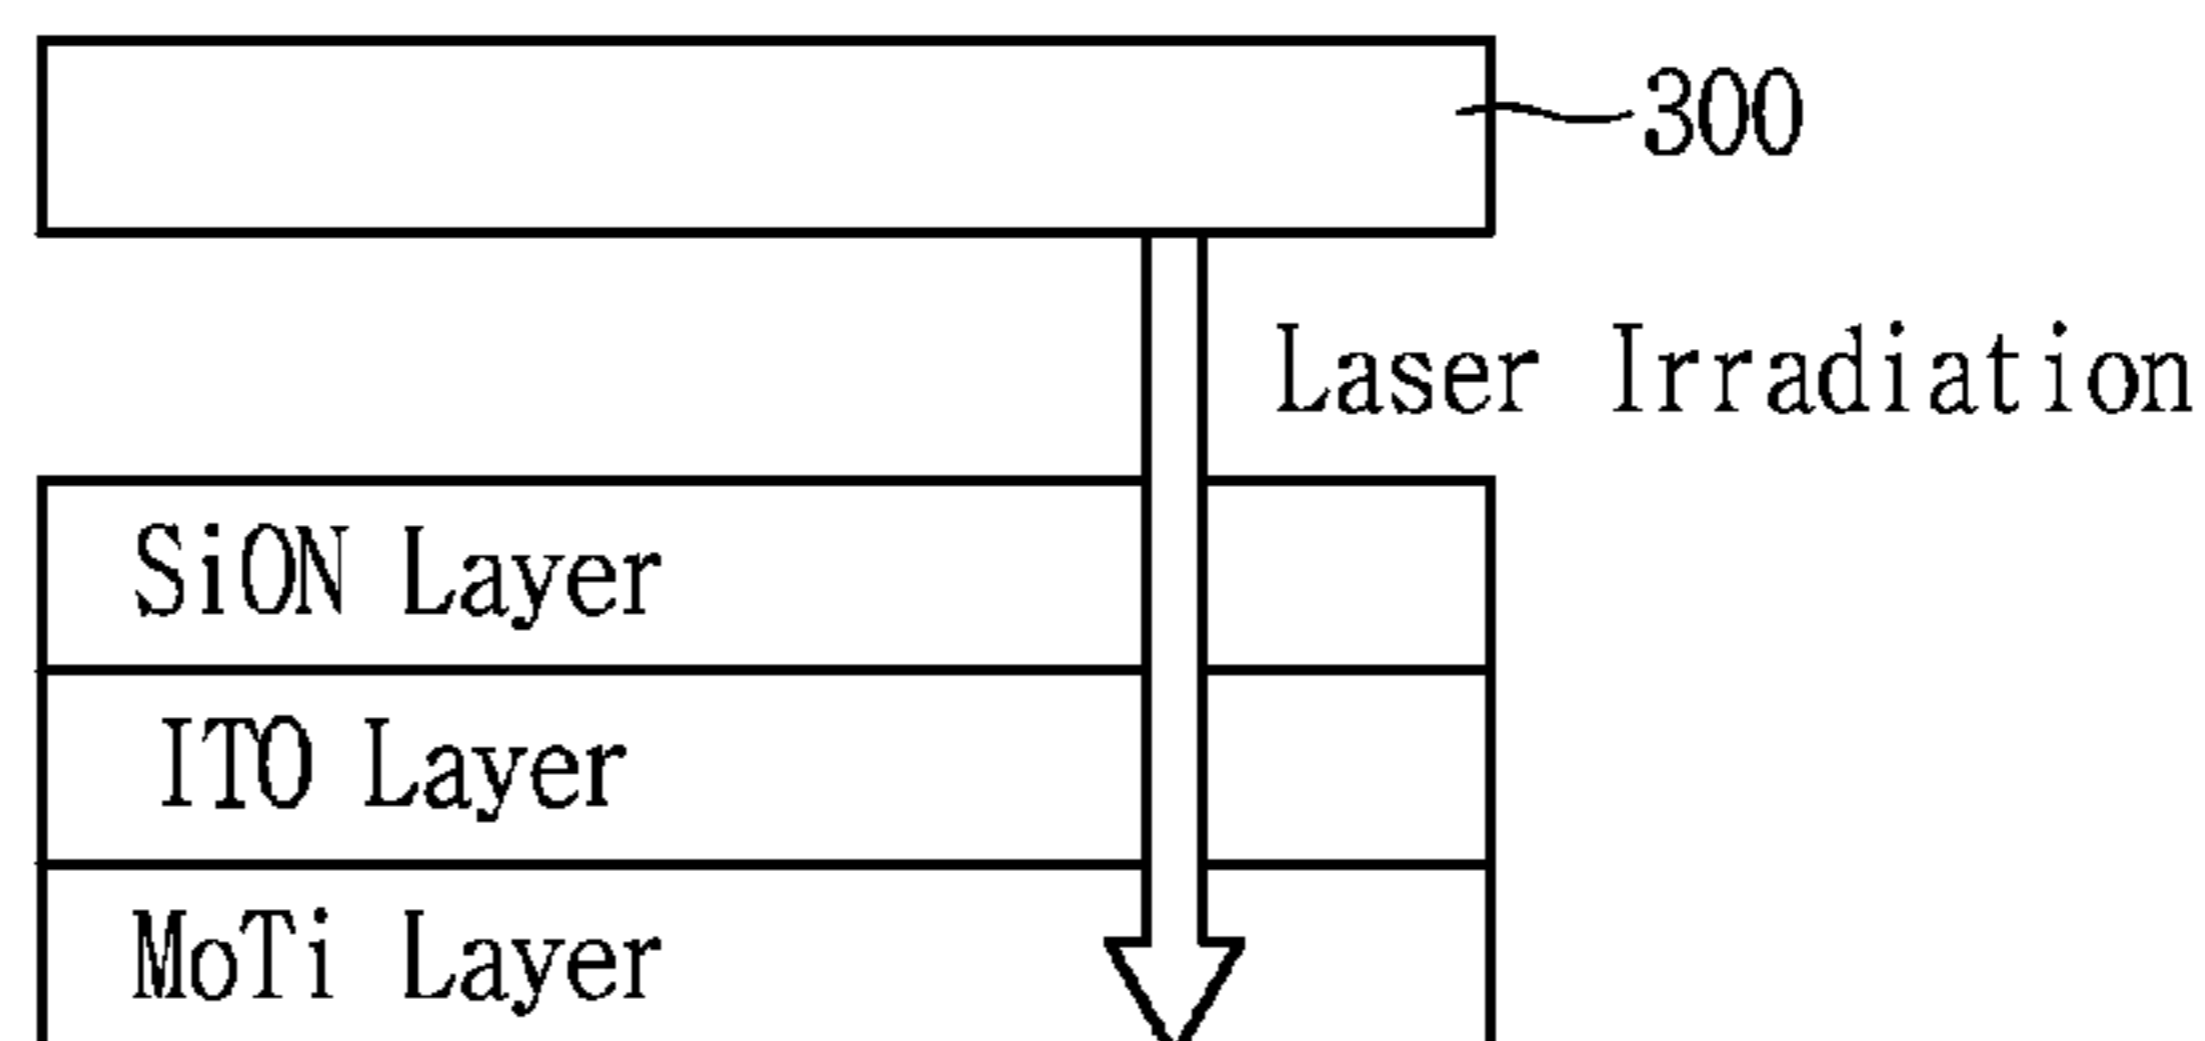 300
Laser Irradiation
SiON Layer
ITO Layer
MoTi Layer